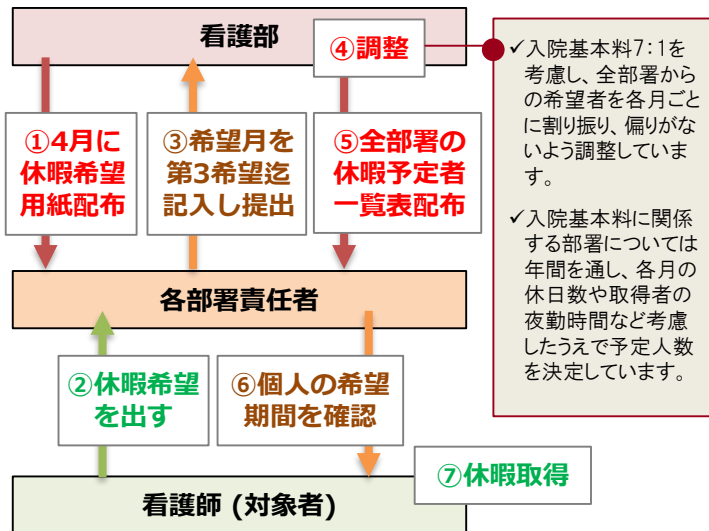 看護部
④調整
①4月に
休暇希望
用紙配布
③希望月を
第3希望迄
記入し提出
⑤全部署の
休暇予定者
一覧表配布
各部署責任者
②休暇希望
を出す
⑥個人の希望
期間を確認
⑦休暇取得
看護師 (対象者)
✓入院基本料7:1を
考慮し、全部署から
の希望者を各月ごと
に割り振り、偏りがな
いよう調整していま
す。
✓入院基本料に関係
する部署については
年間を通し、各月の
休日数や取得者の
夜勤時間など考慮
したうえで予定人数
を決定しています。